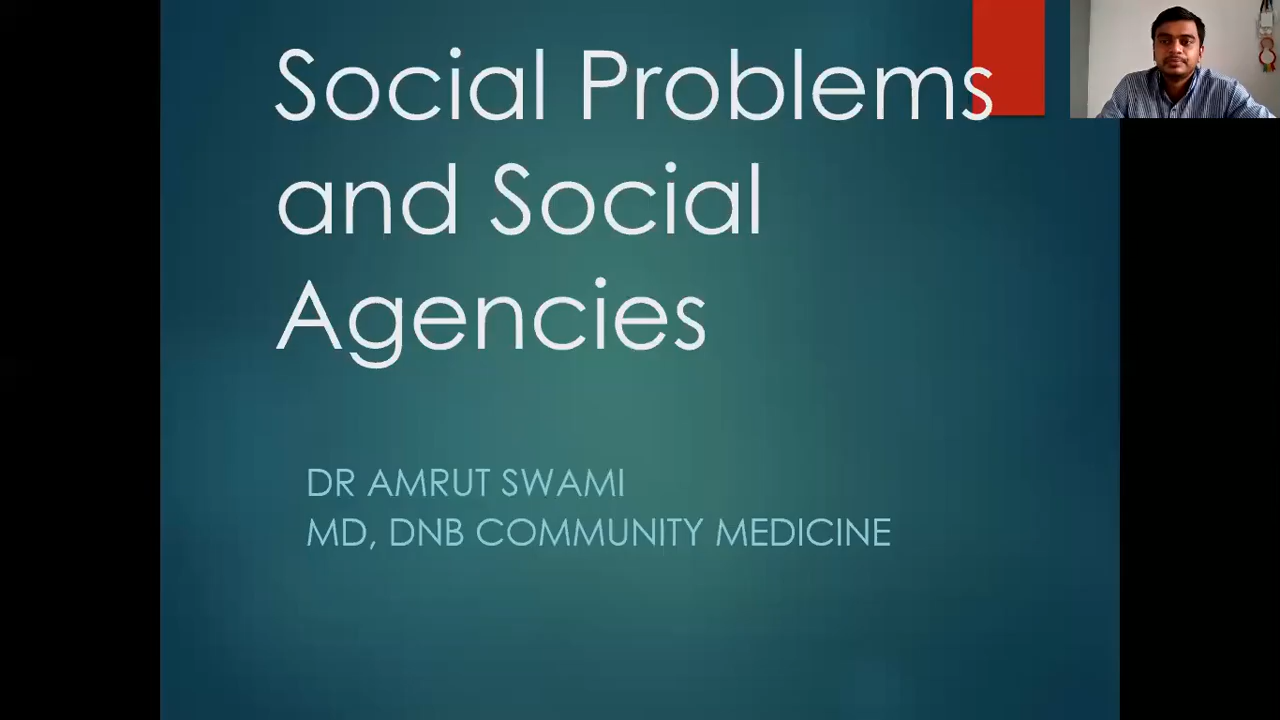 Social Problems
and Social
Agencies
DR AMRUT SWAMI
MD, DNB COMMUNITY MEDICINE